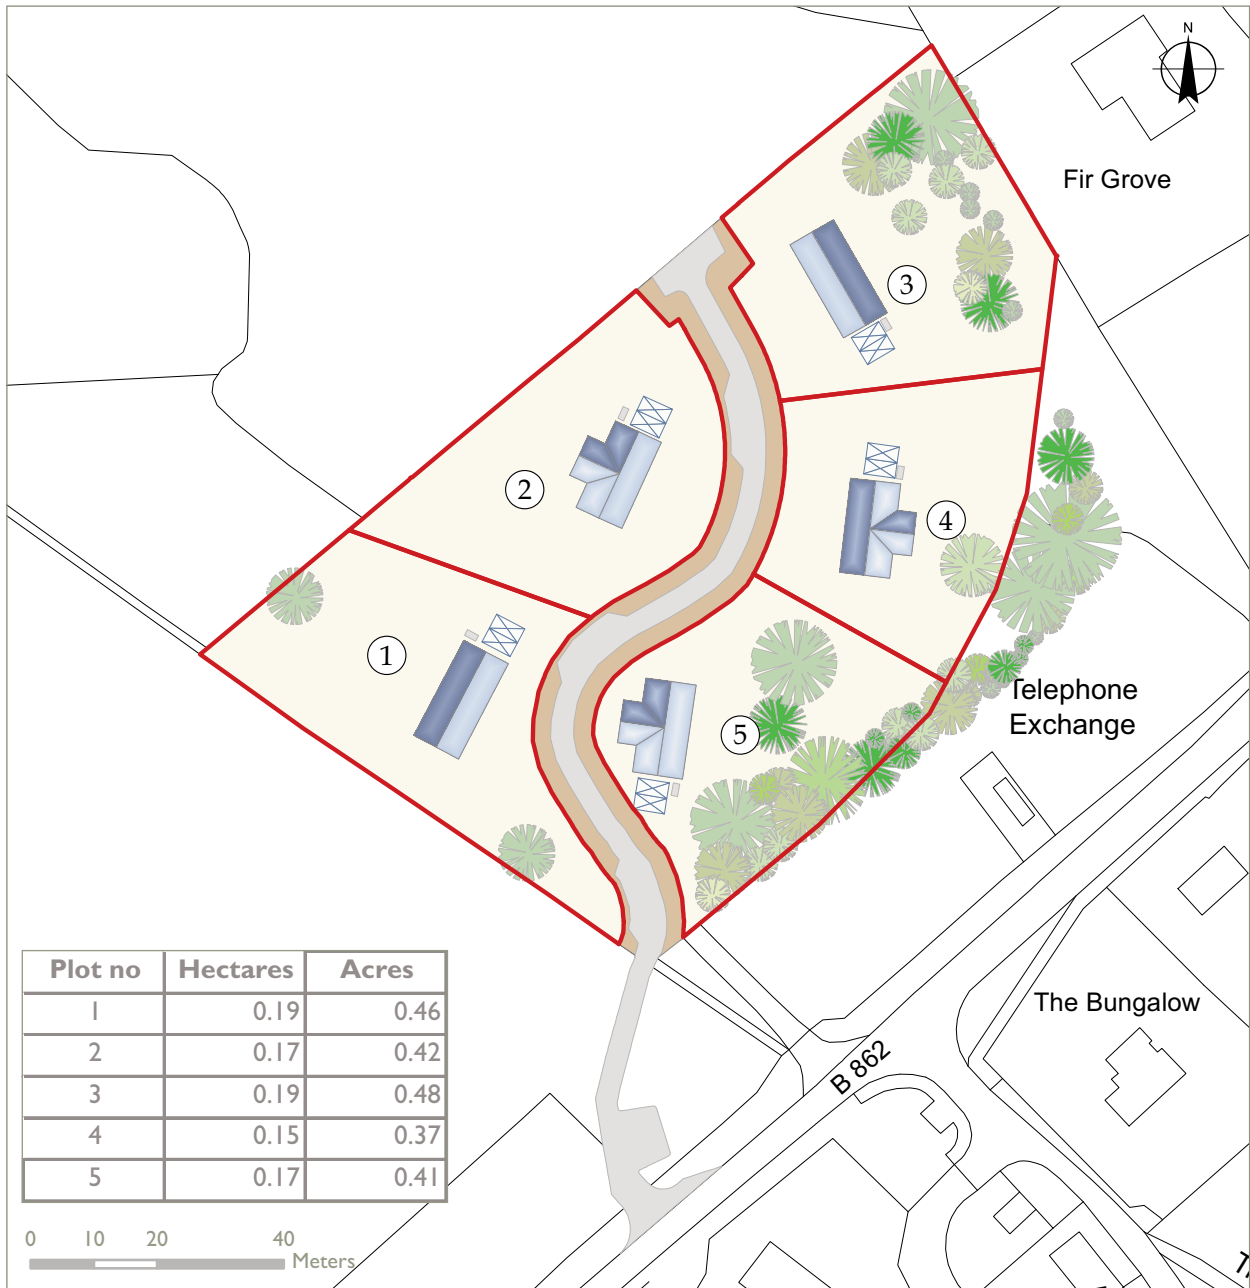 N
Fir Grove
3
2
4
1
5
Telephone
Exchange
The Bungalow
B 862
Plot no Hectares Acres
1 0.19 0.46
2 0.17 0.42
3 0.19 0.48
4 0.15 0.37
5 0.17 0.41
0 10 20 40
Meters